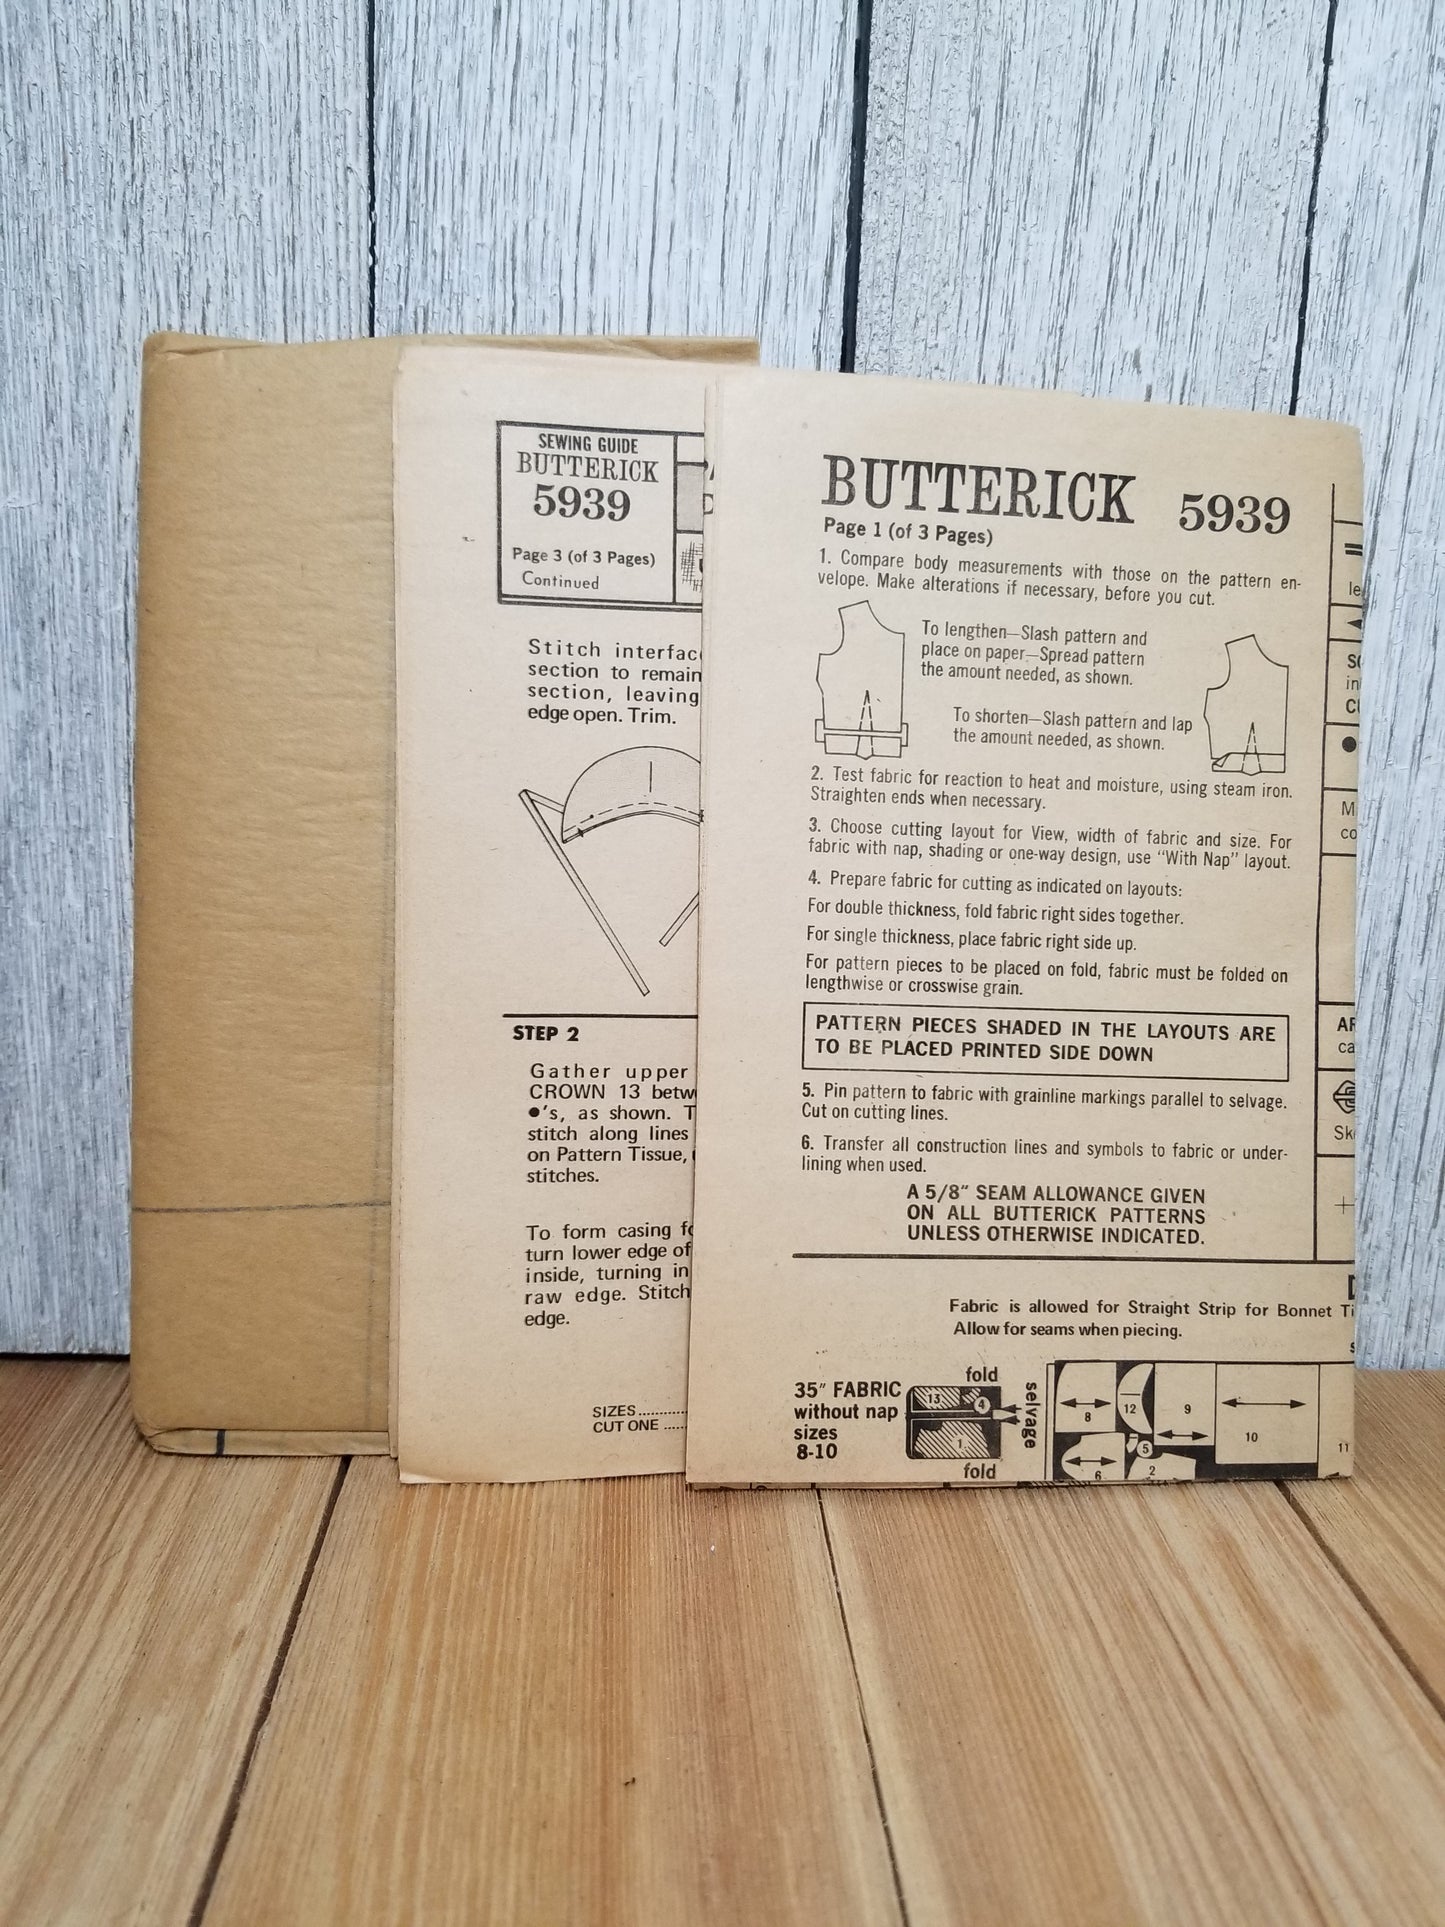 SEWING GUIDE
BUTTERICK
5939
Page 3 (of 3 Pages)
Continued
Stitch
section to remain
section, leaving
edge open. Trim.
STEP 2
Gather upper
CROWN 13
●'s, as shown.
stitch along lines
on Pattern Tissue,
stitches.
To form casing
turn lower edge of
inside, turning in
raw edge. Stitch
edge.
SIZES
CUT ONE
BUTTERICK 5939
Page 1 (of 3 Pages)
1. Compare body measurements with those on the pattern en-
velope. Make alterations if necessary, before you cut.
To lengthen—Slash pattern and
place on paper—Spread pattern
the amount needed, as shown.
To shorten—Slash pattern and lap
the amount needed, as shown.
2. Test fabric for reaction to heat and moisture, using steam iron.
Straighten ends when necessary.
3. Choose cutting layout for View, width of fabric and size. For
fabric with nap, shading or one-way design, use "With Nap" layout.
4. Prepare fabric for cutting as indicated on layouts:
For double thickness, fold fabric right sides together.
For single thickness, place fabric right side up.
For pattern pieces to be placed on fold, fabric must be folded on
lengthwise or crosswise grain.
PATTERN PIECES SHADED IN THE LAYOUTS ARE
TO BE PLACED PRINTED SIDE DOWN
5. Pin pattern to fabric with grainline markings parallel to selvage.
Cut on cutting lines.
6. Transfer all construction lines and symbols to fabric or under-
lining when used.
A 5/8" SEAM ALLOWANCE GIVEN
ON ALL BUTTERICK PATTERNS
UNLESS OTHERWISE INDICATED.
Fabric is allowed for Straight Strip for Bonnet
Allow for seams when piecing.
35" FABRIC
without nap
sizes
8-10
fold
13
4
1
fold
selvage
8
12
9
10
11
5
6
2